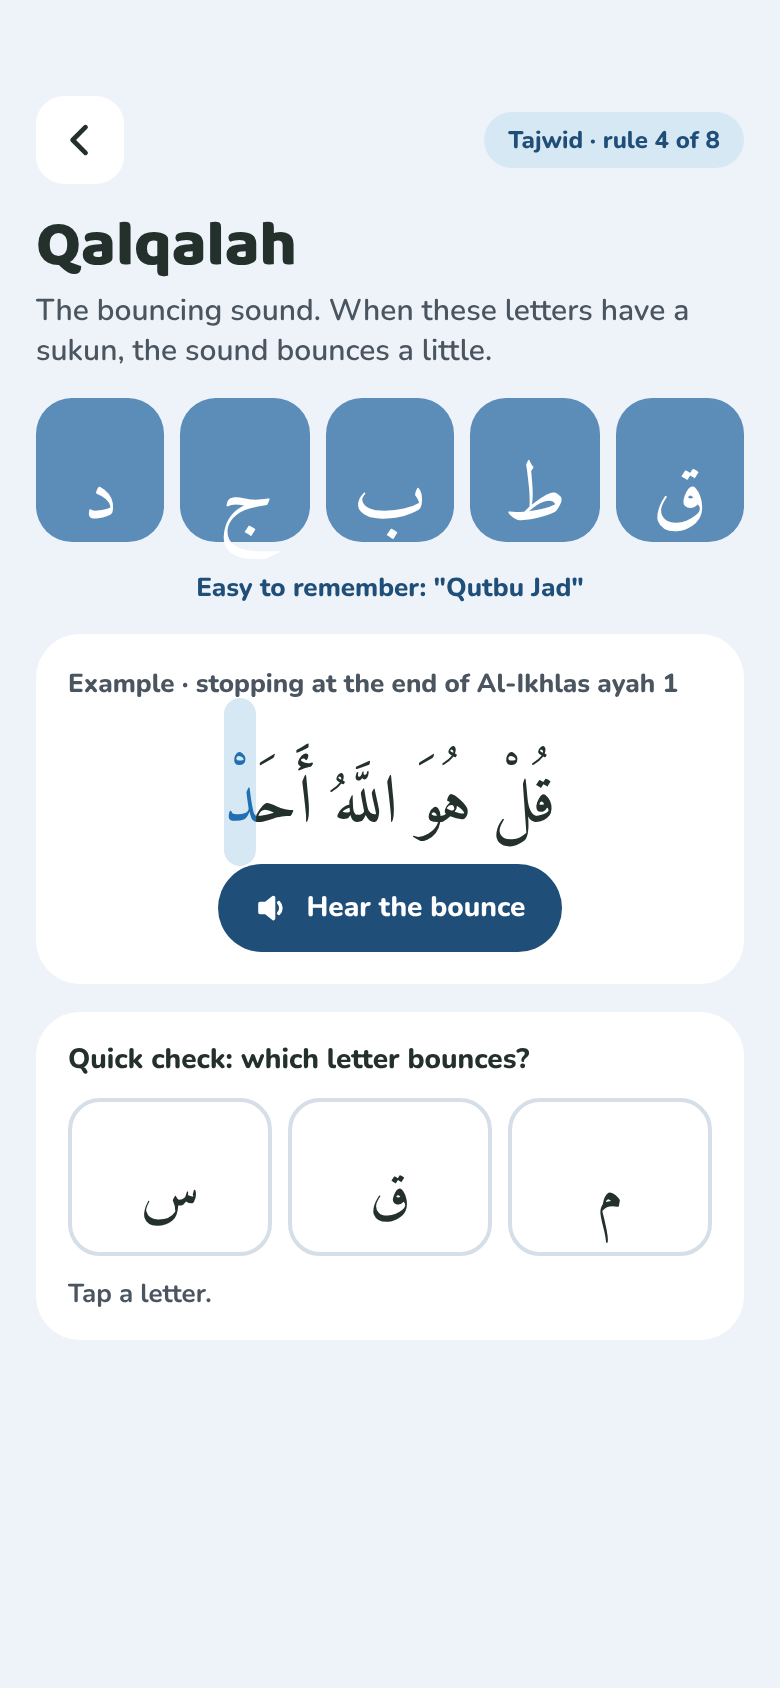 Tajwid · rule 4 of 8
Qalqalah
The bouncing sound. When these letters have a
sukun, the sound bounces a little.
ق ط ب ج د
Easy to remember: "Qutbu Jad"
Example · stopping at the end of Al-Ikhlas ayah 1
قُلْ هُوَ اللَّهُ أَحَدْ
Hear the bounce
Quick check: which letter bounces?
س ق م
Tap a letter.